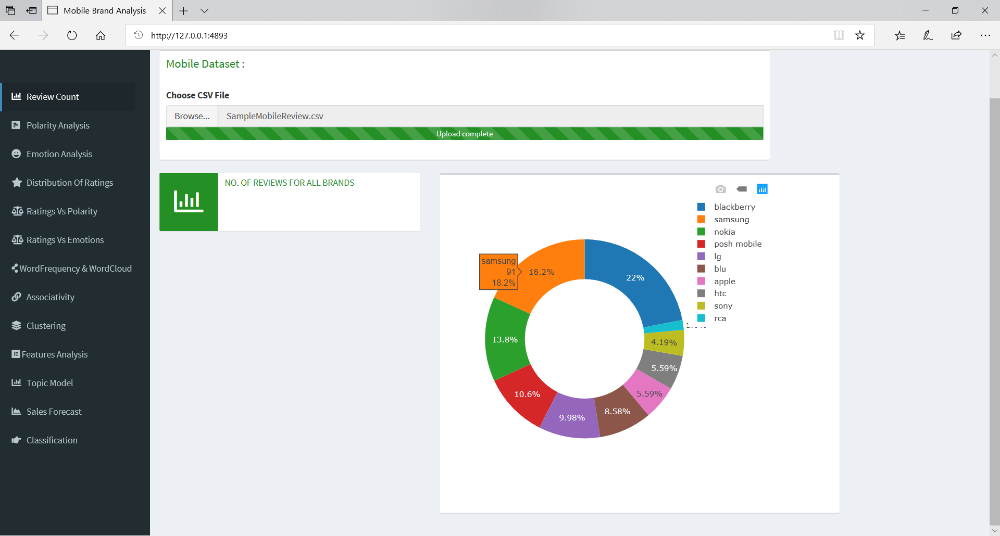 Mobile Brand Analysis
http://127.0.0.1:4893
Mobile Dataset :
Choose CSV File
Browse...
SampleMobileReview.csv
Upload complete
Review Count
Polarity Analysis
Emotion Analysis
Distribution Of Ratings
Ratings Vs Polarity
Ratings Vs Emotions
WordFrequency & WordCloud
Associativity
Clustering
Features Analysis
Topic Model
Sales Forecast
Classification
NO. OF REVIEWS FOR ALL BRANDS
blackberry
samsung
nokia
posh mobile
lg
blu
apple
htc
sony
rca
samsung
91
18.2%
18.2%
22%
13.8%
4.19%
5.59%
5.59%
10.6%
8.58%
9.98%